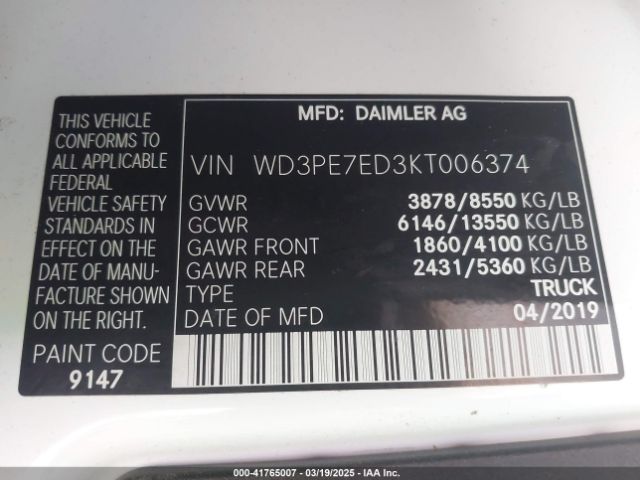 THIS VEHICLE
CONFORMS TO
ALL APPLICABLE
FEDERAL
VEHICLE SAFETY
STANDARDS IN
EFFECT ON THE
DATE OF MANU-
FACTURE SHOWN
ON THE RIGHT.
PAINT CODE
9147
MFD: DAIMLER AG
VIN WD3PE7ED3KT006374
GVWR 3878/8550 KG/LB
GCWR 6146/13550 KG/LB
GAWR FRONT 1860/4100 KG/LB
GAWR REAR 2431/5360 KG/LB
TYPE TRUCK
DATE OF MFD 04/2019
000-41765007 | 03/19/2025 - IAA Inc.